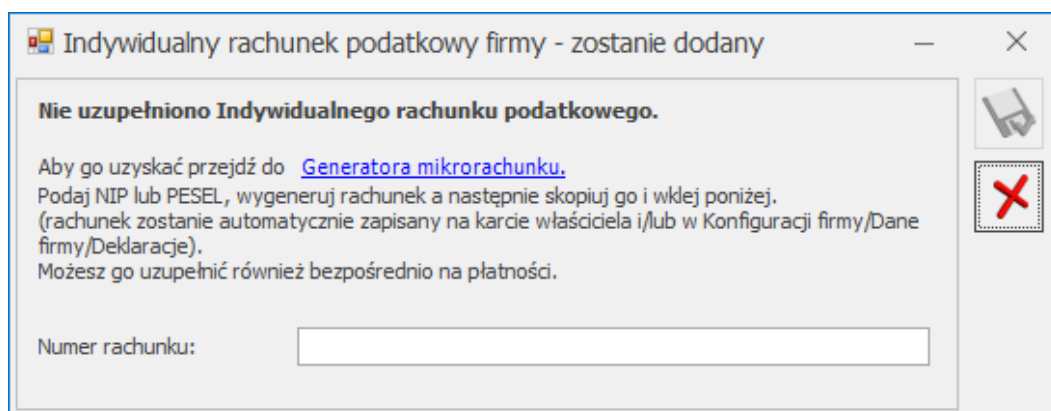 Indywidualny rachunek podatkowy firmy - zostanie dodany
Nie uzupełniono Indywidualnego rachunku podatkowego.
Aby go uzyskać przejdź do Generatora mikrorachunku.
Podaj NIP lub PESEL, wygeneruj rachunek a następnie skopiuj go i wklej poniżej.
(rachunek zostanie automatycznie zapisany na karcie właściciela i/lub w Konfiguracji firmy/Dane
firmy/Deklaracje).
Możesz go uzupełnić również bezpośrednio na płatności.
Numer rachunku: